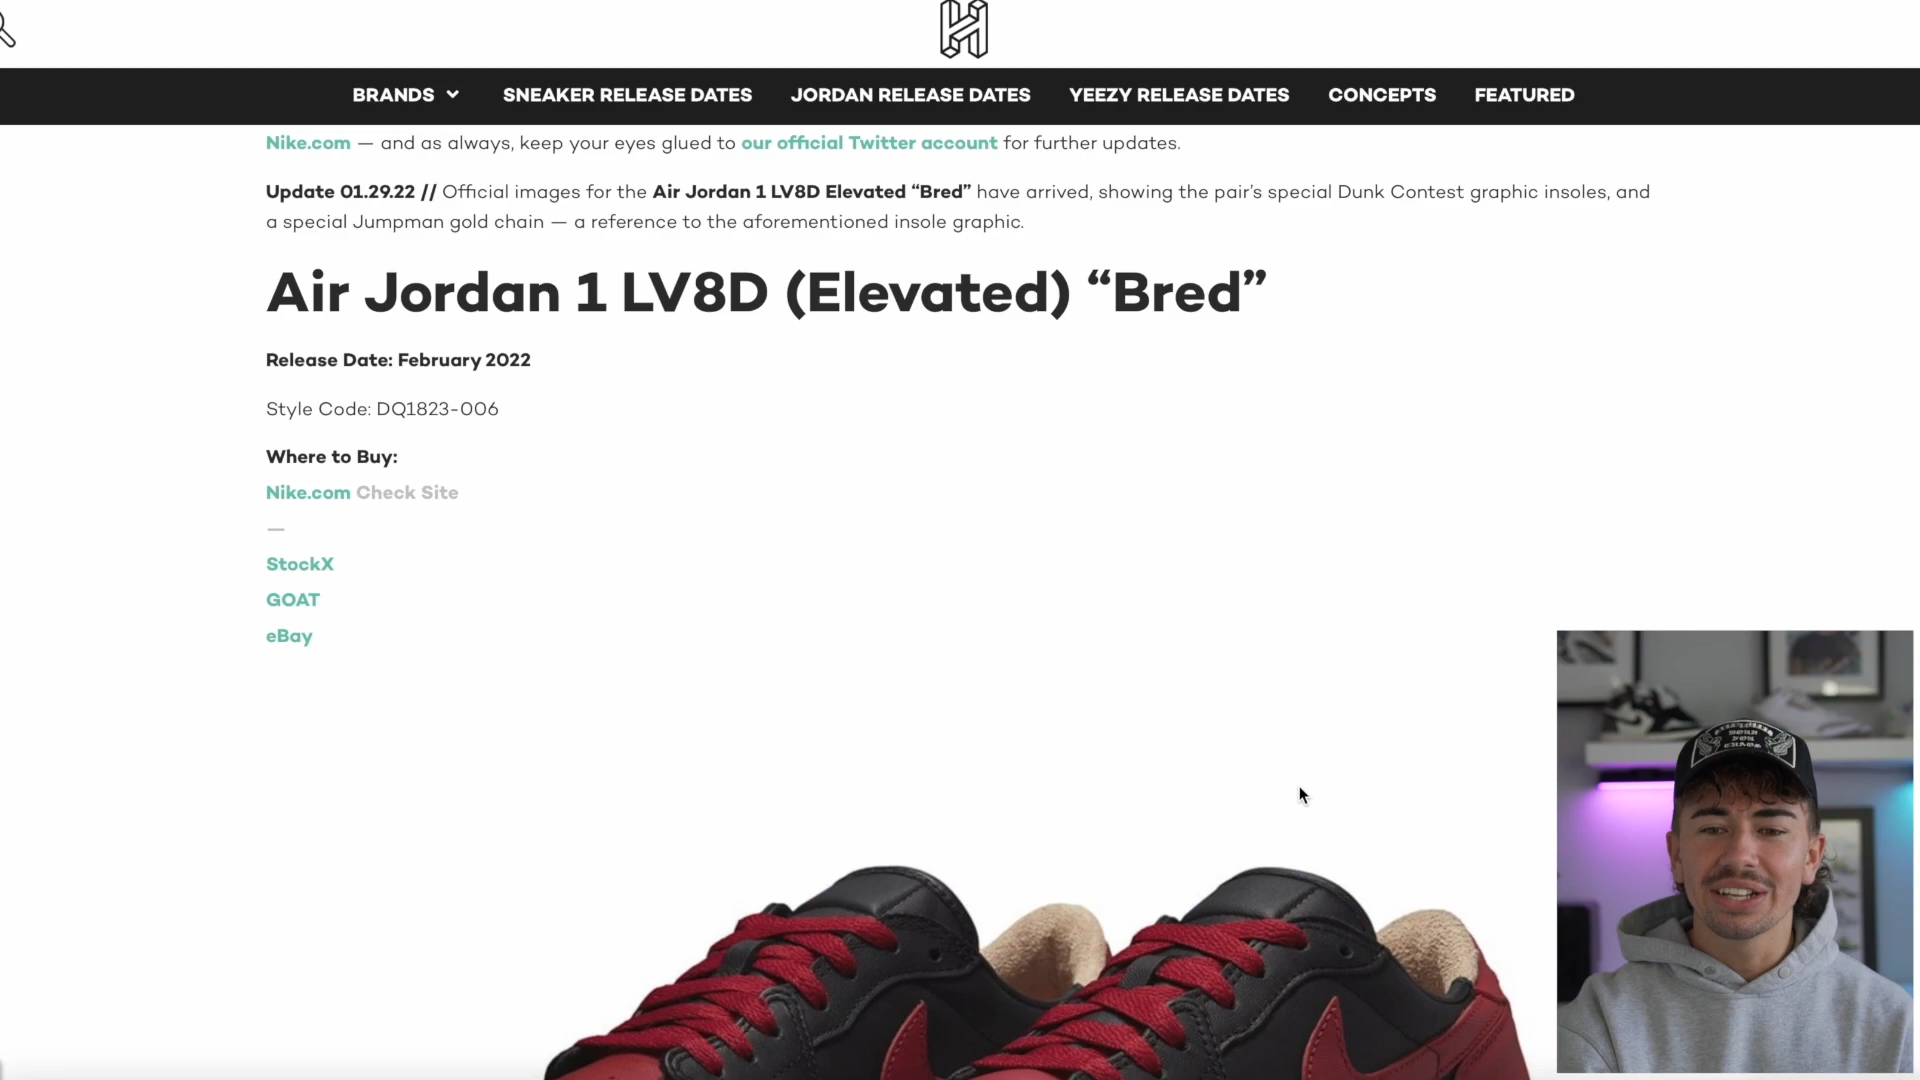 BRANDS SNEAKER RELEASE DATES JORDAN RELEASE DATES YEEZY RELEASE DATES CONCEPTS FEATURED
Nike.com — and as always, keep your eyes glued to our official Twitter account for further updates.
Update 01.29.22 // Official images for the Air Jordan 1 LV8D Elevated “Bred” have arrived, showing the pair’s special Dunk Contest graphic insoles, and
a special Jumpman gold chain — a reference to the aforementioned insole graphic.
Air Jordan 1 LV8D (Elevated) “Bred”
Release Date: February 2022
Style Code: DQ1823-006
Where to Buy:
Nike.com Check Site
—
StockX
GOAT
eBay
BORN
FOR
CHAOS